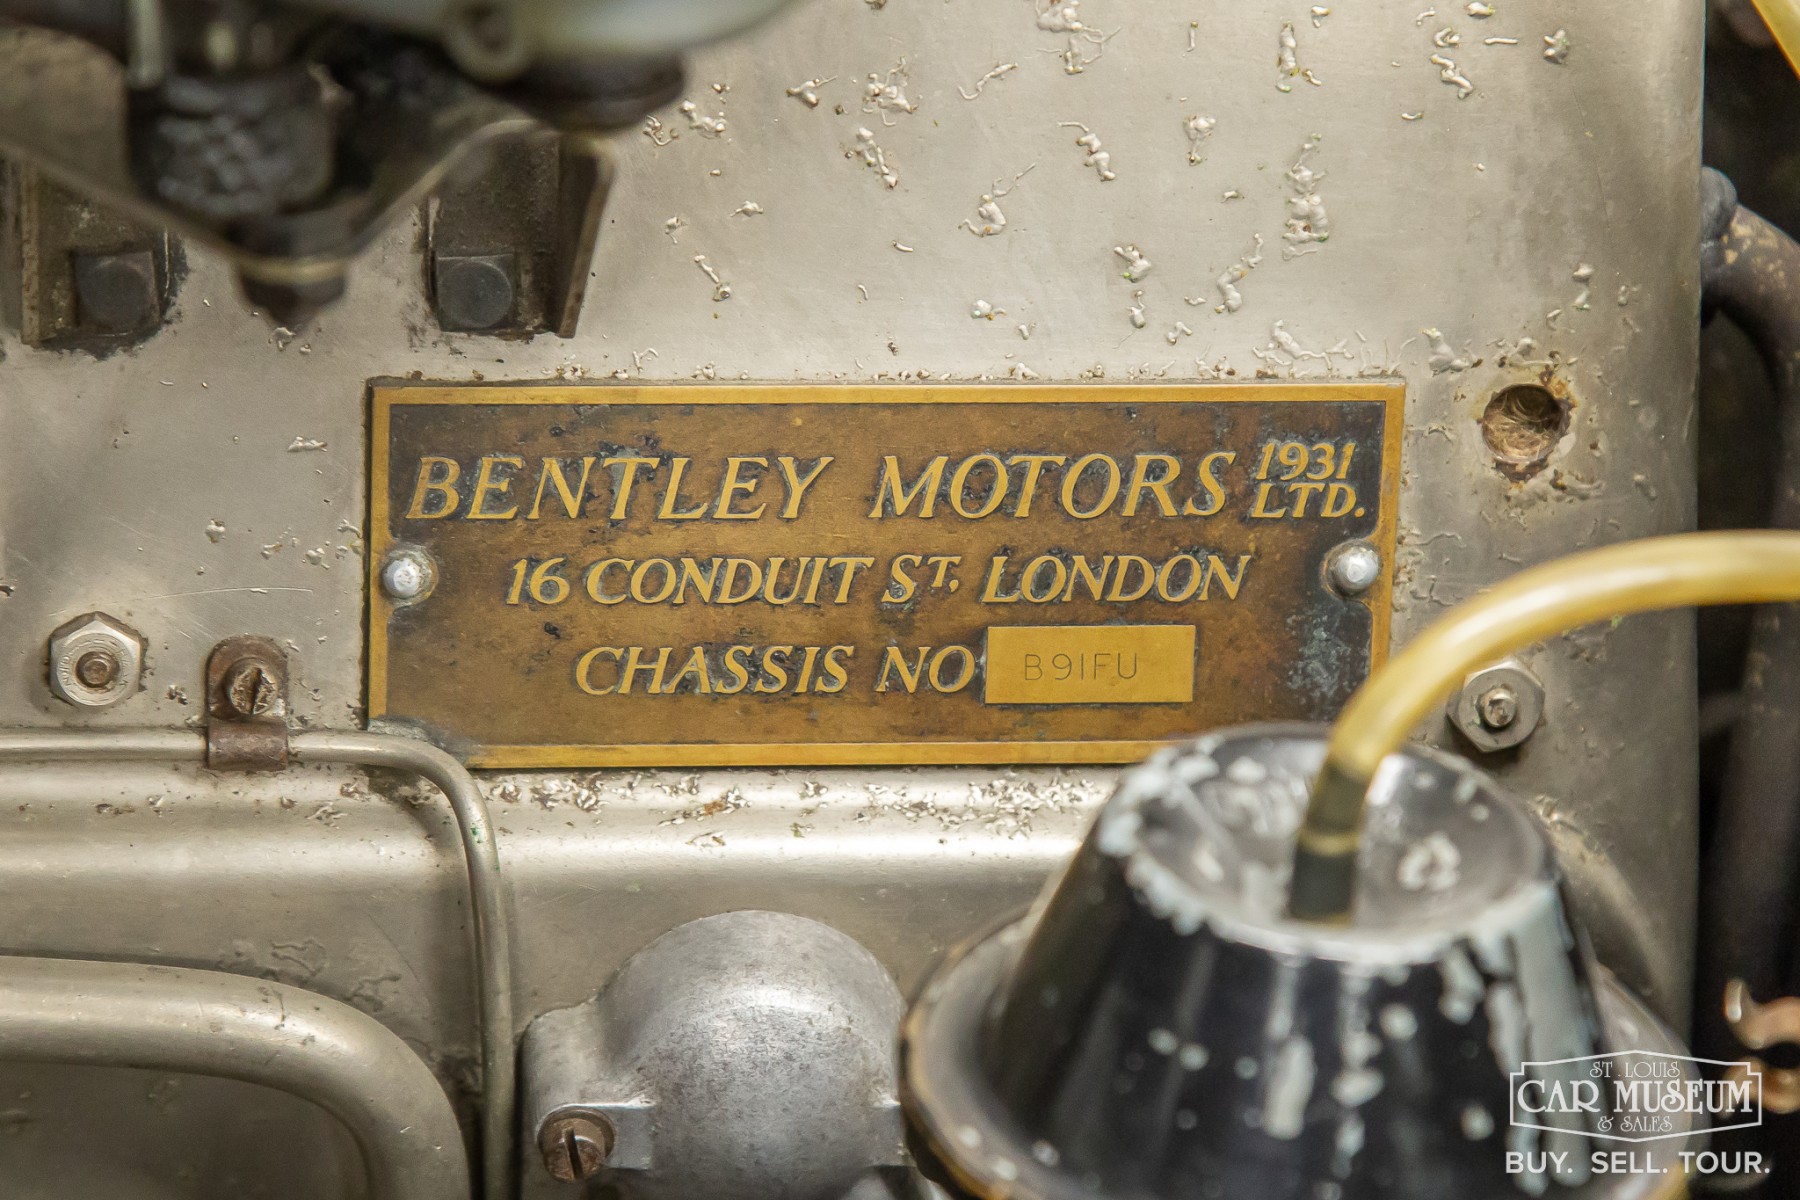 BENTLEY MOTORS 1931 LTD.
16 CONDUIT ST. LONDON
CHASSIS NO B91FU
ST. LOUIS
CAR MUSEUM
& SALES
BUY. SELL. TOUR.